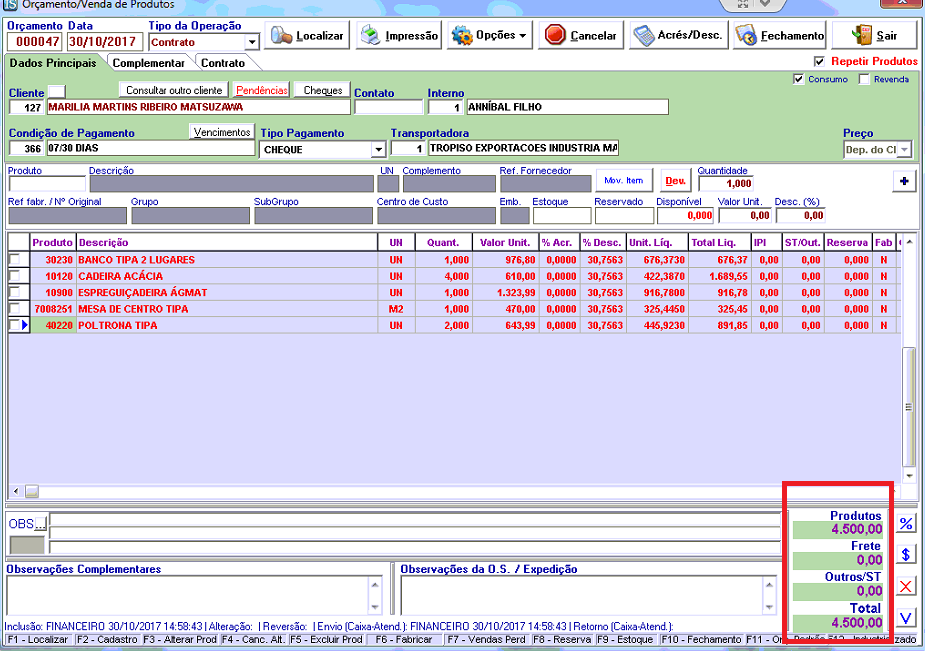 Orçamento/Venda de Produtos
Orçamento Data Tipo da Operação
000047 30/10/2017 Contrato Localizar Impressão Opções Cancelar Acrés/Desc. Fechamento Sair
Dados Principais Complementar Contrato Repetir Produtos
Consumo Revenda
Cliente Consultar outro cliente Pendências Cheques Contato Interno
127 MARILIA MARTINS RIBEIRO MATSUZAWA 1 ANNÍBAL FILHO
Condição de Pagamento Vencimentos Tipo Pagamento Transportadora Preço
366 07/30 DIAS CHEQUE 1 TROPISO EXPORTACOES INDUSTRIA MA Dep. do Cl
Produto Descrição UN Complemento Ref. Fornecedor Mov. Item Dev. Quantidade
1,000 +
Ref fabr. / Nº Original Grupo SubGrupo Centro de Custo Emb. Estoque Reservado Disponível Valor Unit. Desc. (%)
0,000 0,00 0,00
Produto Descrição UN Quant. Valor Unit. % Acr. % Desc. Unit. Líq. Total Liq. IPI ST/Out. Reserva Fab
30230 BANCO TIPA 2 LUGARES UN 1,000 976,80 0,0000 30,7563 676,3730 676,37 0,00 0,00 0,000 N
10120 CADEIRA ACÁCIA UN 4,000 610,00 0,0000 30,7563 422,3870 1.689,55 0,00 0,00 0,000 N
10900 ESPREGUIÇADEIRA ÁGMAT UN 1,000 1.323,99 0,0000 30,7563 916,7800 916,78 0,00 0,00 0,000 N
7008251 MESA DE CENTRO TIPA M2 1,000 470,00 0,0000 30,7563 325,4450 325,45 0,00 0,00 0,000 N
40220 POLTRONA TIPA UN 2,000 643,99 0,0000 30,7563 445,9230 891,85 0,00 0,00 0,000 N
OBS... Produtos
4.500,00 %
Frete
0,00 $
Observações Complementares Observações da O.S. / Expedição Outros/ST
0,00 X
Total
4.500,00 V
Inclusão: FINANCEIRO 30/10/2017 14:58:43 | Alteração: | Reversão: | Envio (Caixa-Atend.): FINANCEIRO 30/10/2017 14:58:43 | Retorno (Caixa-Atend.):
F1 - Localizar F2 - Cadastro F3 - Alterar Prod F4 - Canc. Alt. F5 - Excluir Prod F6 - Fabricar F7 - Vendas Perd F8 - Reserva F9 - Estoque F10 - Fechamento F11 - Or